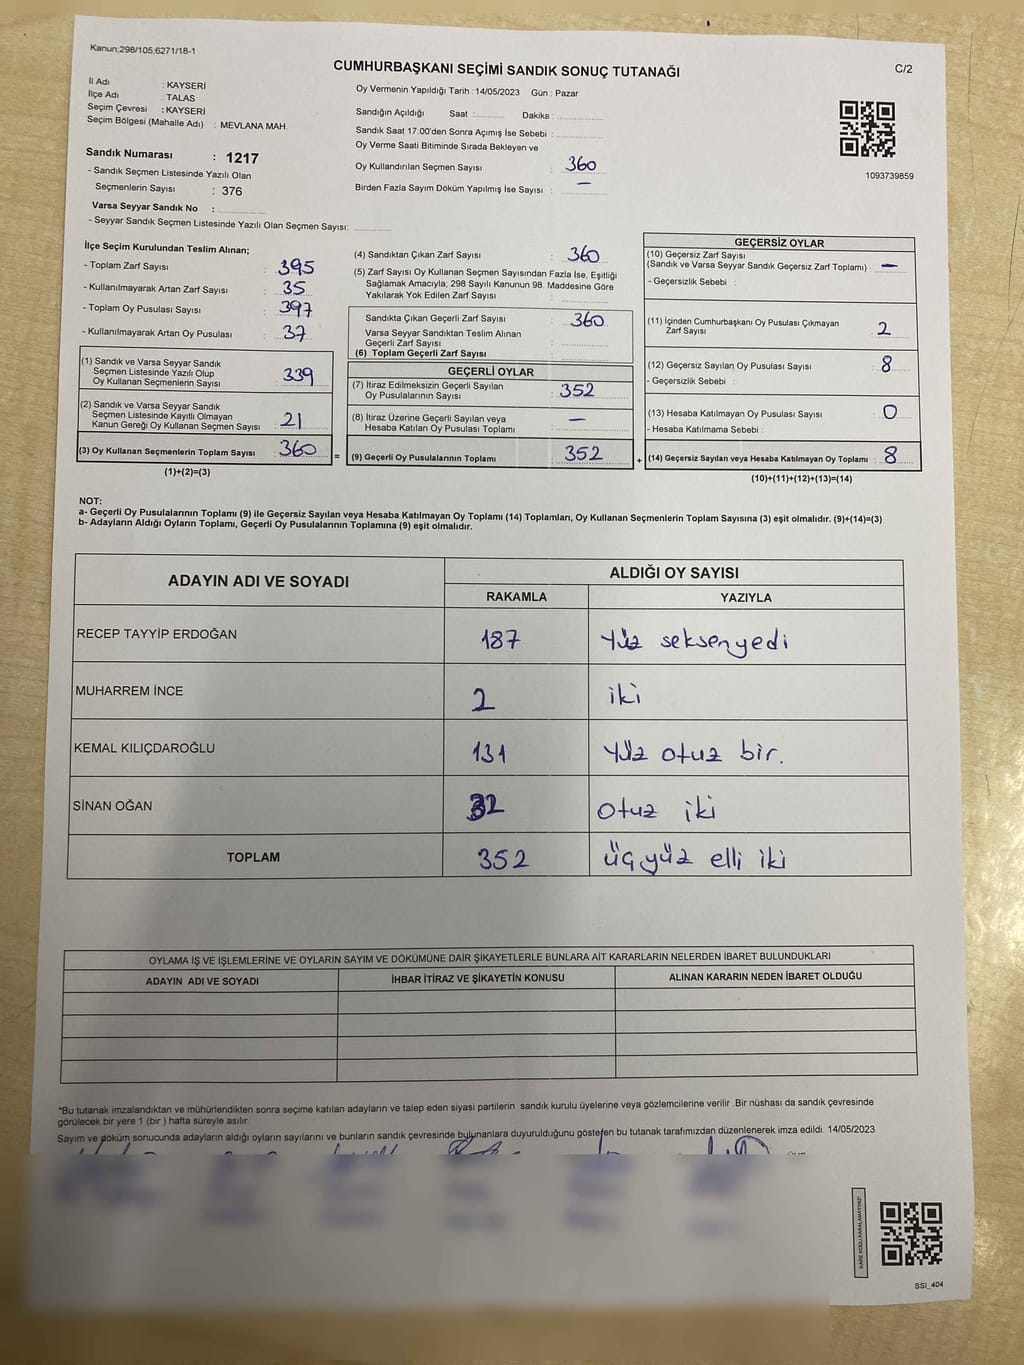 Kanun;298/105,6271/18-1
CUMHURBAŞKANI SEÇİMİ SANDIK SONUÇ TUTANAĞI
C/2
İl Adı : KAYSERİ
İlçe Adı : TALAS
Seçim Çevresi : KAYSERİ
Seçim Bölgesi (Mahalle Adı) : MEVLANA MAH.
Sandık Numarası : 1217
- Sandık Seçmen Listesinde Yazılı Olan
Seçmenlerin Sayısı : 376
Varsa Seyyar Sandık No :
- Seyyar Sandık Seçmen Listesinde Yazılı Olan Seçmen Sayısı:
Oy Vermenin Yapıldığı Tarih : 14/05/2023 Gün : Pazar
Sandığın Açıldığı Saat : Dakika :
Sandık Saat 17:00'den Sonra Açımış İse Sebebi :
Oy Verme Saati Bitiminde Sırada Bekleyen ve
Oy Kullandırılan Seçmen Sayısı : 360
Birden Fazla Sayım Döküm Yapılmış İse Sayısı : —
1093739859
İlçe Seçim Kurulundan Teslim Alınan;
- Toplam Zarf Sayısı : 395
- Kullanılmayarak Artan Zarf Sayısı : 35
- Toplam Oy Pusulası Sayısı : 397
- Kullanılmayarak Artan Oy Pusulası : 37
(1) Sandık ve Varsa Seyyar Sandık
Seçmen Listesinde Yazılı Olup
Oy Kullanan Seçmenlerin Sayısı : 339
(2) Sandık ve Varsa Seyyar Sandık
Seçmen Listesinde Kayıtlı Olmayan
Kanun Gereği Oy Kullanan Seçmen Sayısı : 21
(3) Oy Kullanan Seçmenlerin Toplam Sayısı : 360
(1)+(2)=(3)
(4) Sandıktan Çıkan Zarf Sayısı : 360
(5) Zarf Sayısı Oy Kullanan Seçmen Sayısından Fazla İse, Eşitliği
Sağlamak Amacıyla; 298 Sayılı Kanunun 98. Maddesine Göre
Yakılarak Yok Edilen Zarf Sayısı :
Sandıkta Çıkan Geçerli Zarf Sayısı : 360
Varsa Seyyar Sandıktan Teslim Alınan
Geçerli Zarf Sayısı :
(6) Toplam Geçerli Zarf Sayısı :
GEÇERLİ OYLAR
(7) İtiraz Edilmeksizin Geçerli Sayılan
Oy Pusulalarının Sayısı : 352
(8) İtiraz Üzerine Geçerli Sayılan veya
Hesaba Katılan Oy Pusulası Toplamı : —
= (9) Geçerli Oy Pusulalarının Toplamı : 352 +
GEÇERSİZ OYLAR
(10) Geçersiz Zarf Sayısı
(Sandık ve Varsa Seyyar Sandık Geçersiz Zarf Toplamı) : —
- Geçersizlik Sebebi :
(11) İçinden Cumhurbaşkanı Oy Pusulası Çıkmayan
Zarf Sayısı : 2
(12) Geçersiz Sayılan Oy Pusulası Sayısı : 8
- Geçersizlik Sebebi :
(13) Hesaba Katılmayan Oy Pusulası Sayısı : 0
- Hesaba Katılmama Sebebi :
(14) Geçersiz Sayılan veya Hesaba Katılmayan Oy Toplamı : 8
(10)+(11)+(12)+(13)=(14)
NOT:
a- Geçerli Oy Pusulalarının Toplamı (9) ile Geçersiz Sayılan veya Hesaba Katılmayan Oy Toplamı (14) Toplamları, Oy Kullanan Seçmenlerin Toplam Sayısına (3) eşit olmalıdır. (9)+(14)=(3)
b- Adayların Aldığı Oyların Toplamı, Geçerli Oy Pusulalarının Toplamına (9) eşit olmalıdır.
ADAYIN ADI VE SOYADI ALDIĞI OY SAYISI
RAKAMLA YAZIYLA
RECEP TAYYİP ERDOĞAN 187 Yüz seksenyedi
MUHARREM İNCE 2 iki
KEMAL KILIÇDAROĞLU 131 Yüz otuz bir.
SİNAN OĞAN 32 Otuz iki
TOPLAM 352 üçyüz elli iki
OYLAMA İŞ VE İŞLEMLERİNE VE OYLARIN SAYIM VE DÖKÜMÜNE DAİR ŞİKAYETLERLE BUNLARA AİT KARARLARIN NELERDEN İBARET BULUNDUKLARI
ADAYIN ADI VE SOYADI İHBAR İTİRAZ VE ŞİKAYETİN KONUSU ALINAN KARARIN NEDEN İBARET OLDUĞU
*Bu tutanak imzalandıktan ve mühürlendikten sonra seçime katılan adayların ve talep eden siyasi partilerin sandık kurulu üyelerine veya gözlemcilerine verilir .Bir nüshası da sandık çevresinde
görülecek bir yere 1 (bir ) hafta süreyle asılır.
Sayım ve döküm sonucunda adayların aldığı oyların sayılarını ve bunların sandık çevresinde bulunanlara duyurulduğunu gösteren bu tutanak tarafımızdan düzenlenerek imza edildi. 14/05/2023
KARE KODU KARALAMAYINIZ!
SSI_404